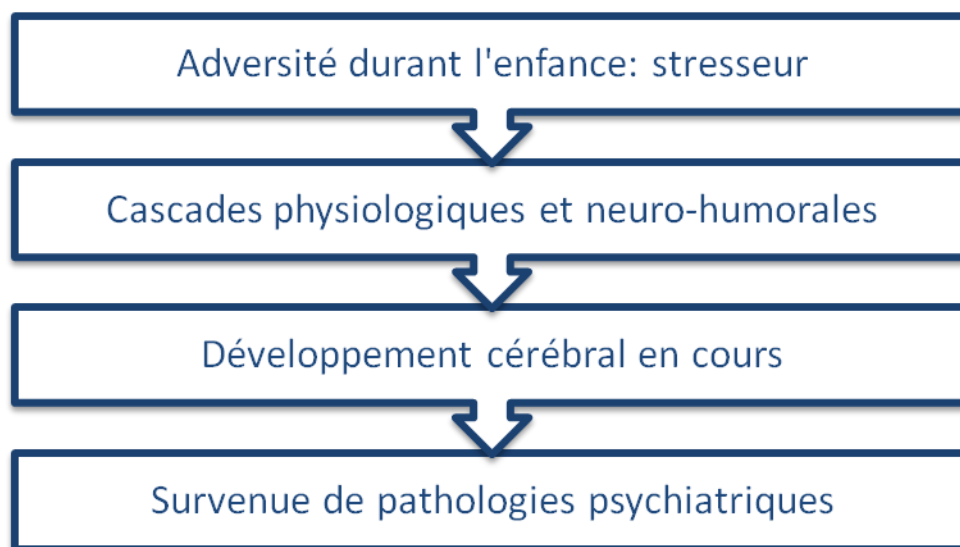 Adversité durant l'enfance: stresseur
Cascades physiologiques et neuro-humorales
Développement cérébral en cours
Survenue de pathologies psychiatriques